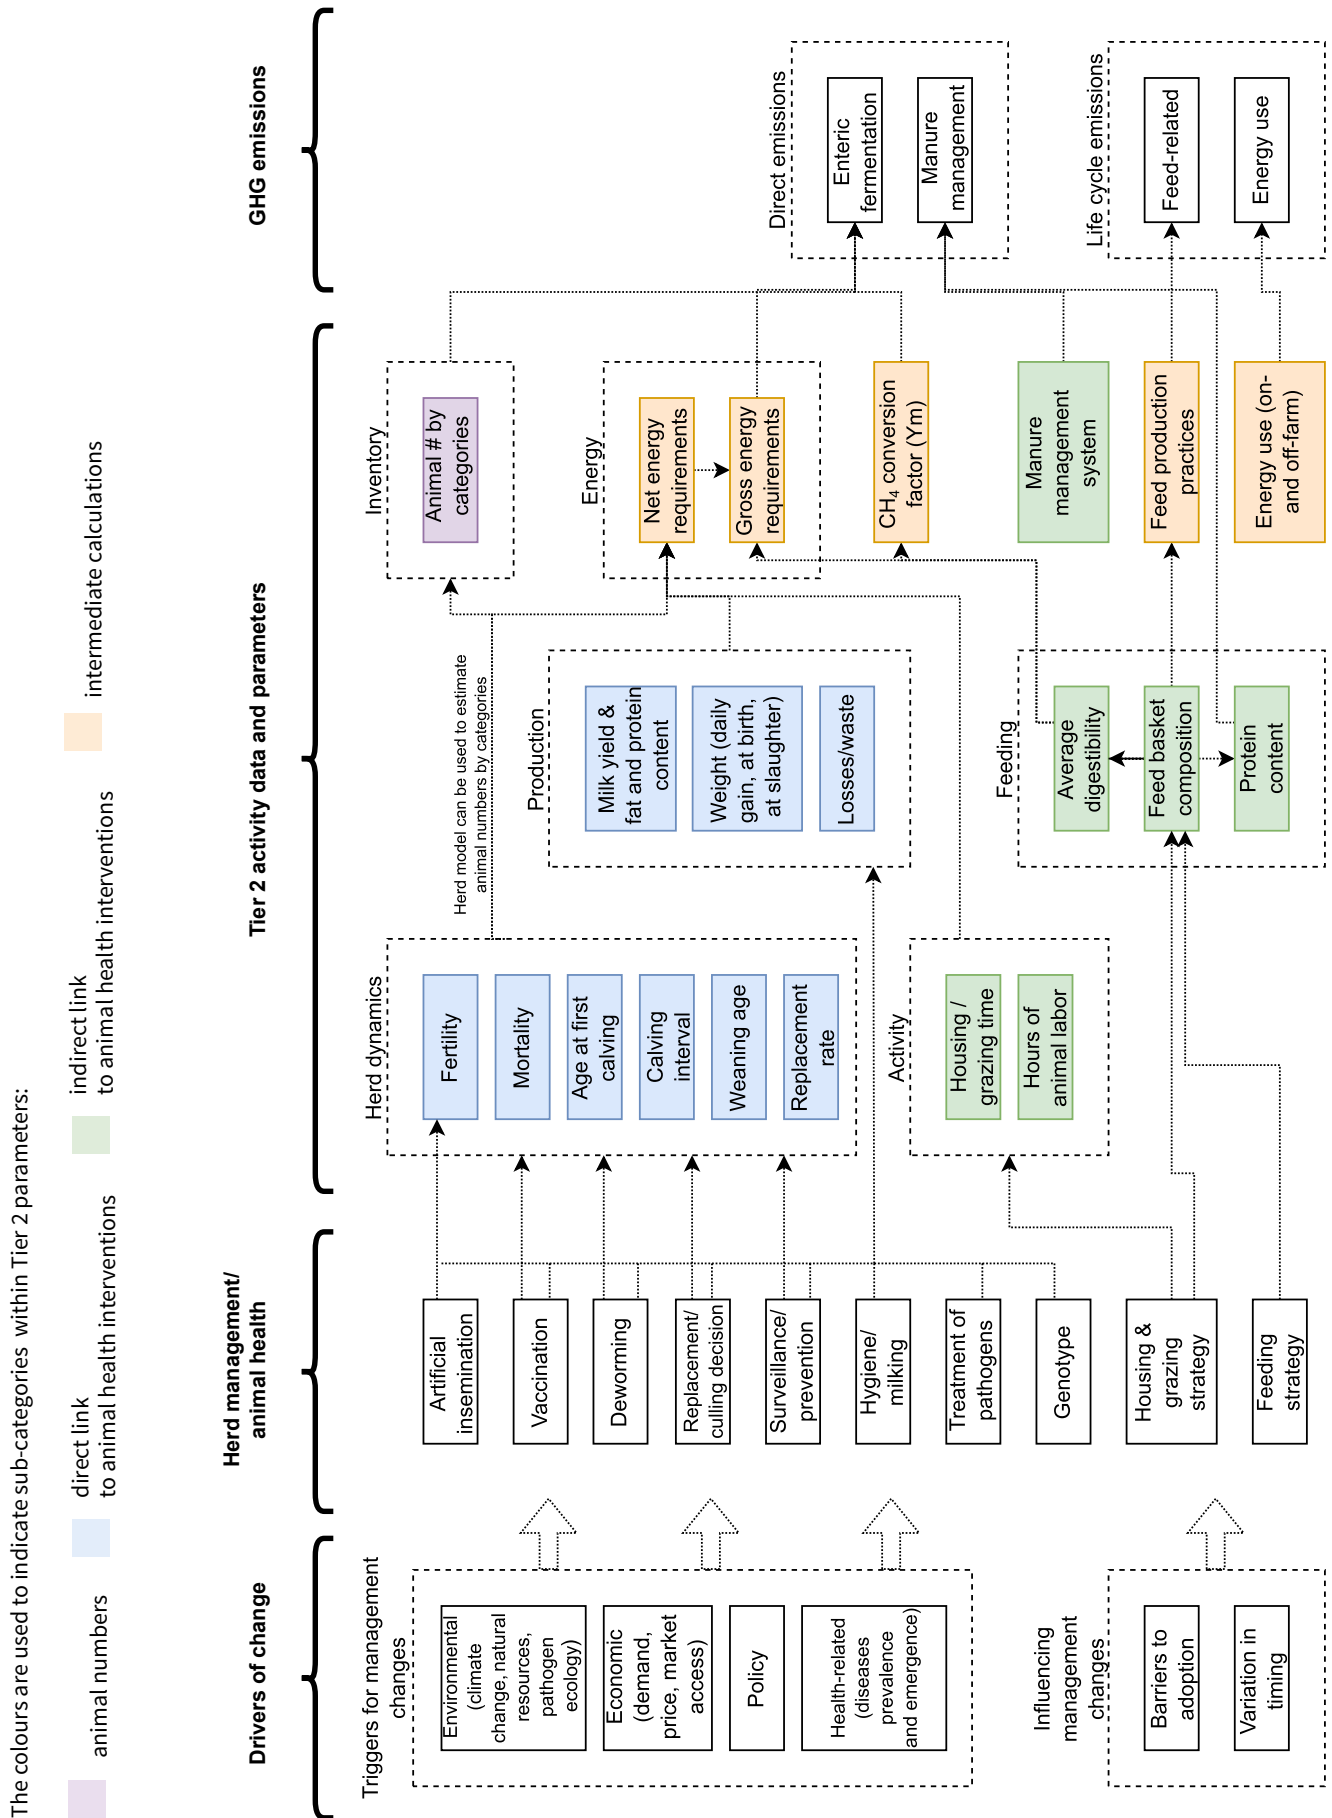 The colours are used to indicate sub-categories within Tier 2 parameters:
animal numbers
direct link
to animal health interventions
indirect link
to animal health interventions
intermediate calculations
Drivers of change
Herd management/
animal health
Tier 2 activity data and parameters
GHG emissions
Triggers for management
changes
Environmental
(climate
change, natural
resources,
pathogen
ecology)
Economic
(demand,
price, market
access)
Policy
Health-related
(diseases
prevalence
and emergence)
Influencing
management
changes
Barriers to
adoption
Variation in
timing
Artificial
insemination
Vaccination
Deworming
Replacement/
culling decision
Surveillance/
prevention
Hygiene/
milking
Treatment of
pathogens
Genotype
Housing &
grazing
strategy
Feeding
strategy
Herd dynamics
Fertility
Mortality
Age at first
calving
Calving
interval
Weaning age
Replacement
rate
Activity
Housing /
grazing time
Hours of
animal labor
Herd model can be used to estimate
animal numbers by categories
Production
Milk yield &
fat and protein
content
Weight (daily
gain, at birth,
at slaughter)
Losses/waste
Feeding
Average
digestibility
Feed basket
composition
Protein
content
Inventory
Animal # by
categories
Energy
Net energy
requirements
Gross energy
requirements
CH₄ conversion
factor (Ym)
Manure
management
system
Feed production
practices
Energy use (on-
and off-farm)
Direct emissions
Enteric
fermentation
Manure
management
Life cycle emissions
Feed-related
Energy use